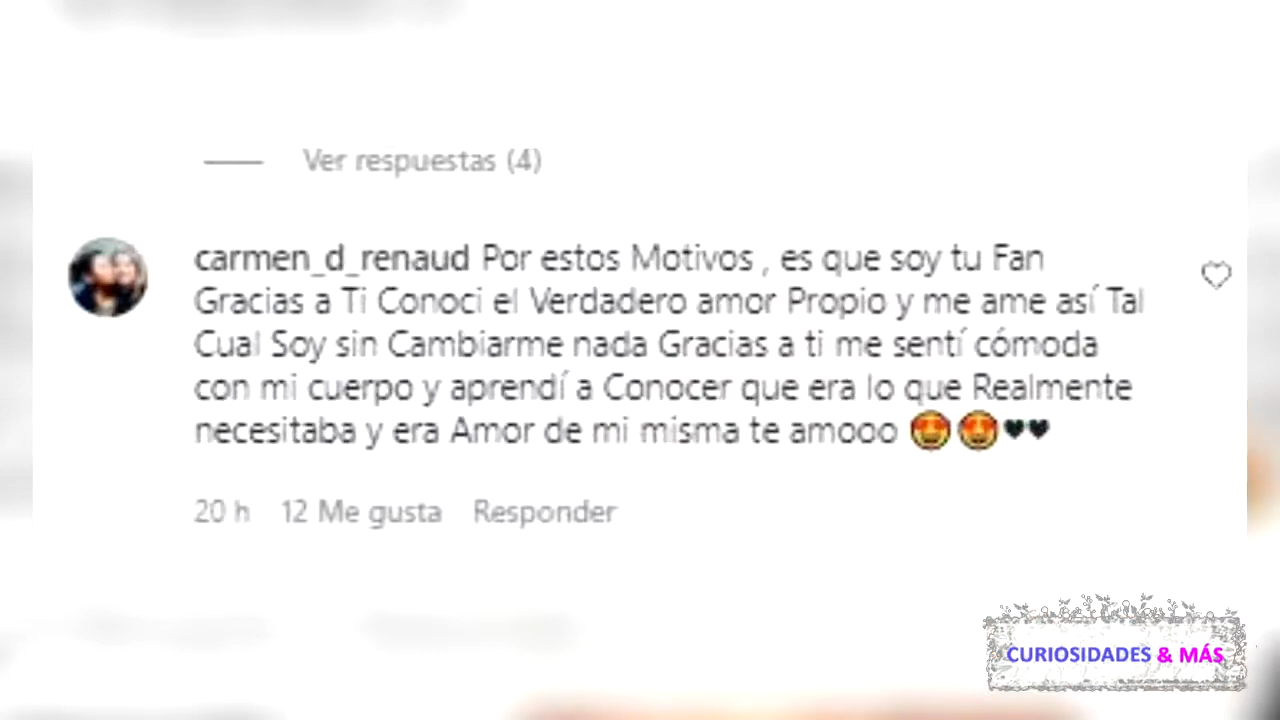 Ver respuestas (4)
carmen_d_renaud Por estos Motivos , es que soy tu Fan
Gracias a Ti Conoci el Verdadero amor Propio y me ame así Tal
Cual Soy sin Cambiarme nada Gracias a ti me sentí cómoda
con mi cuerpo y aprendí a Conocer que era lo que Realmente
necesitaba y era Amor de mi misma te amooo 🤩🤩🖤🖤
20 h 12 Me gusta Responder
CURIOSIDADES & MÁS